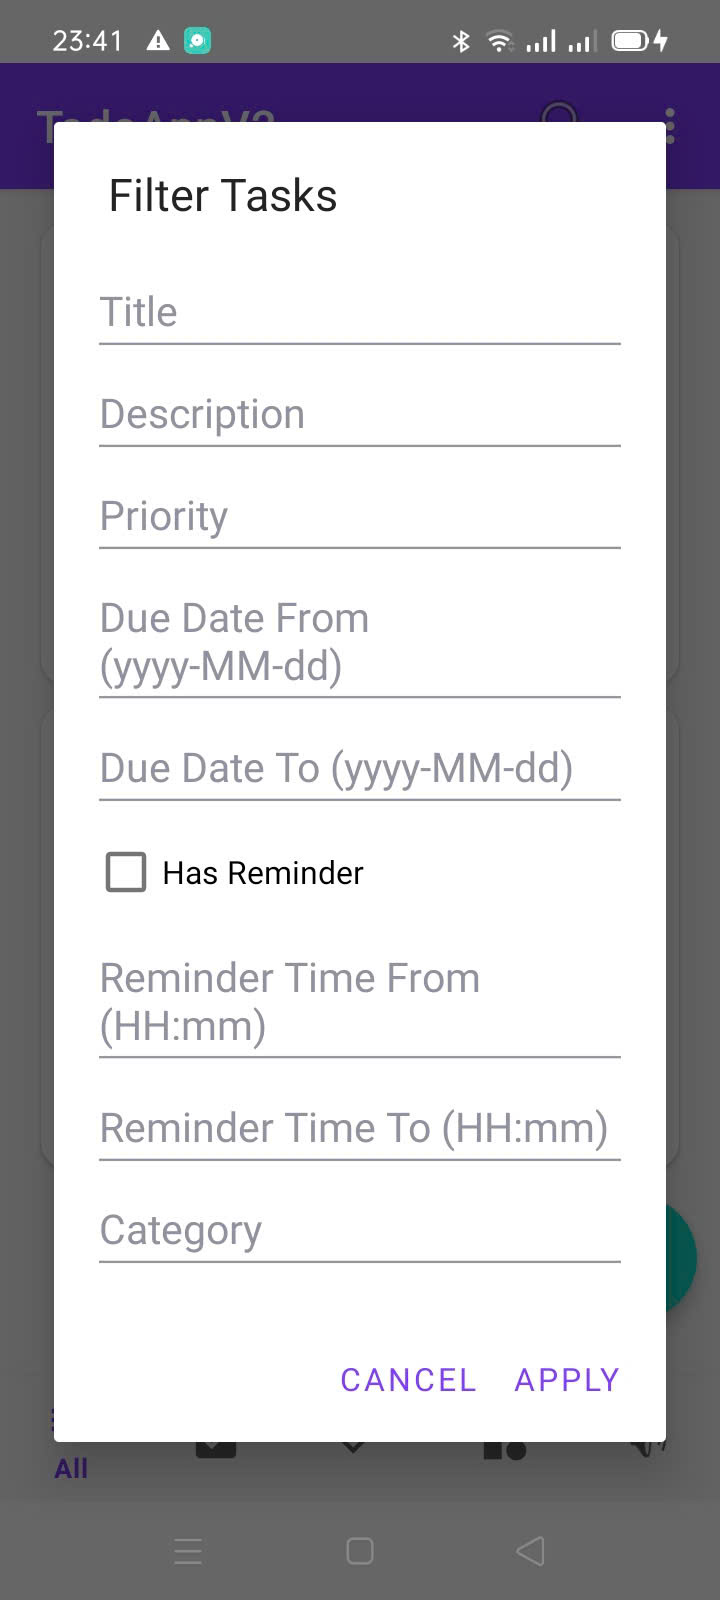 23:41
TodoAppV2
Filter Tasks
Title
Description
Priority
Due Date From
(yyyy-MM-dd)
Due Date To (yyyy-MM-dd)
Has Reminder
Reminder Time From
(HH:mm)
Reminder Time To (HH:mm)
Category
CANCEL APPLY
All